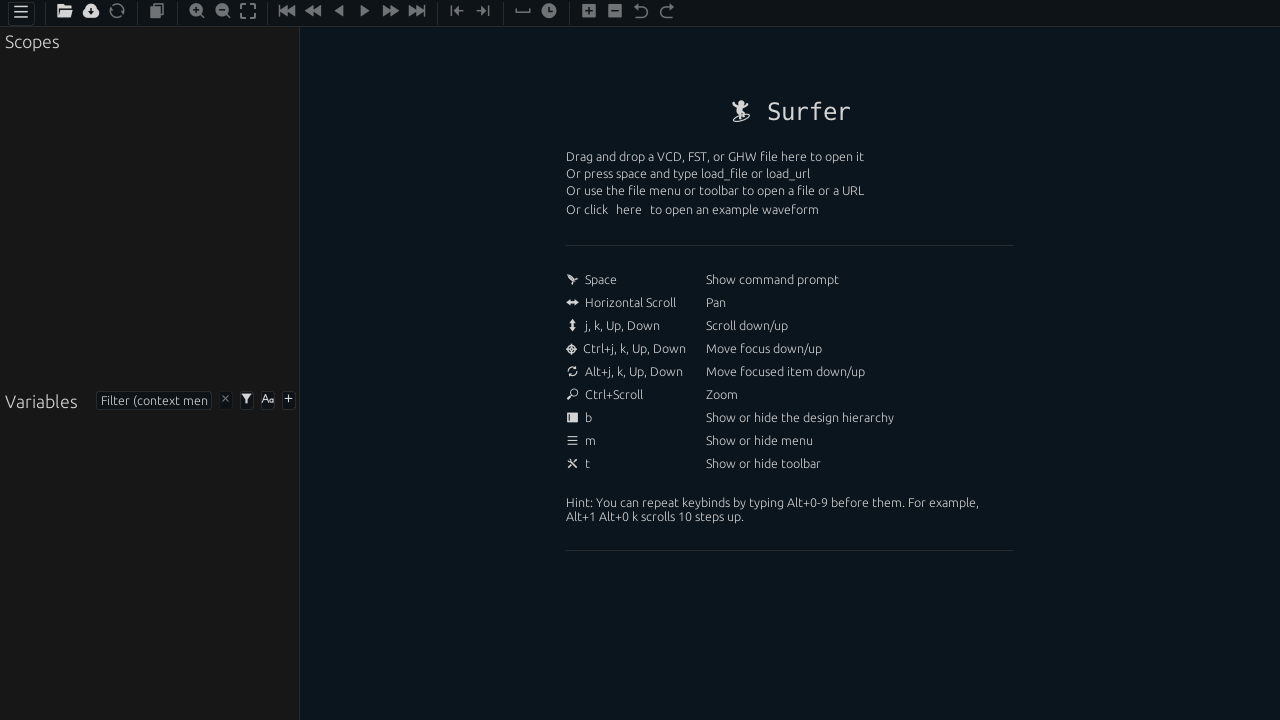 Scopes
Surfer
Drag and drop a VCD, FST, or GHW file here to open it
Or press space and type load_file or load_url
Or use the file menu or toolbar to open a file or a URL
Or click here to open an example waveform
Space Show command prompt
Horizontal Scroll Pan
j, k, Up, Down Scroll down/up
Ctrl+j, k, Up, Down Move focus down/up
Alt+j, k, Up, Down Move focused item down/up
Ctrl+Scroll Zoom
b Show or hide the design hierarchy
m Show or hide menu
t Show or hide toolbar
Hint: You can repeat keybinds by typing Alt+0-9 before them. For example,
Alt+1 Alt+0 k scrolls 10 steps up.
Variables Filter (context men Aa